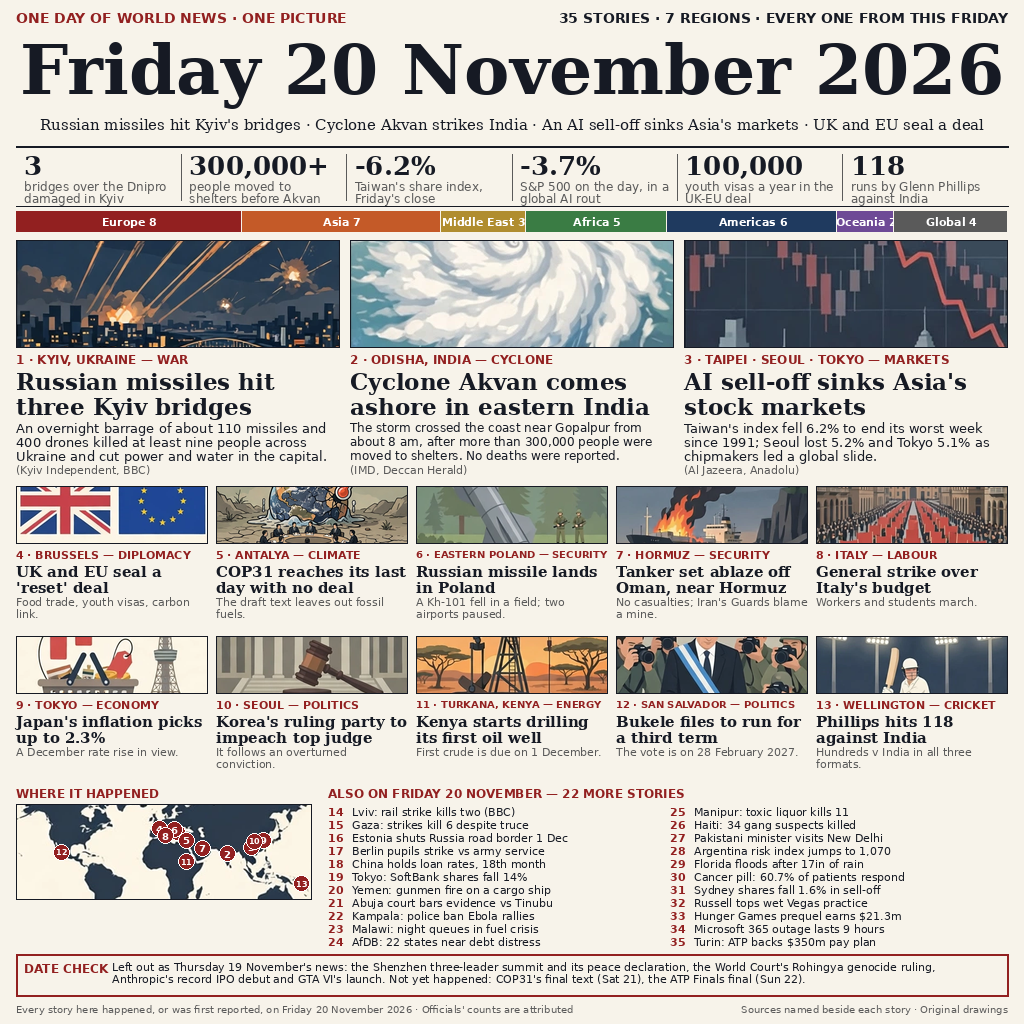 ONE DAY OF WORLD NEWS · ONE PICTURE
35 STORIES · 7 REGIONS · EVERY ONE FROM THIS FRIDAY
Friday 20 November 2026
Russian missiles hit Kyiv's bridges · Cyclone Akvan strikes India · An AI sell-off sinks Asia's markets · UK and EU seal a deal
3
bridges over the Dnipro
damaged in Kyiv
300,000+
people moved to
shelters before Akvan
-6.2%
Taiwan's share index,
Friday's close
-3.7%
S&P 500 on the day, in a
global AI rout
100,000
youth visas a year in the
UK-EU deal
118
runs by Glenn Phillips
against India
Europe 8
Asia 7
Middle East 3
Africa 5
Americas 6
Oceania 2
Global 4
1 · KYIV, UKRAINE — WAR
Russian missiles hit
three Kyiv bridges
An overnight barrage of about 110 missiles and
400 drones killed at least nine people across
Ukraine and cut power and water in the capital.
(Kyiv Independent, BBC)
2 · ODISHA, INDIA — CYCLONE
Cyclone Akvan comes
ashore in eastern India
The storm crossed the coast near Gopalpur from
about 8 am, after more than 300,000 people were
moved to shelters. No deaths were reported.
(IMD, Deccan Herald)
3 · TAIPEI · SEOUL · TOKYO — MARKETS
AI sell-off sinks Asia's
stock markets
Taiwan's index fell 6.2% to end its worst week
since 1991; Seoul lost 5.2% and Tokyo 5.1% as
chipmakers led a global slide.
(Al Jazeera, Anadolu)
4 · BRUSSELS — DIPLOMACY
UK and EU seal a
'reset' deal
Food trade, youth visas, carbon
link.
5 · ANTALYA — CLIMATE
COP31 reaches its last
day with no deal
The draft text leaves out fossil
fuels.
6 · EASTERN POLAND — SECURITY
Russian missile lands
in Poland
A Kh-101 fell in a field; two
airports paused.
7 · HORMUZ — SECURITY
Tanker set ablaze off
Oman, near Hormuz
No casualties; Iran's Guards blame
a mine.
8 · ITALY — LABOUR
General strike over
Italy's budget
Workers and students march.
9 · TOKYO — ECONOMY
Japan's inflation picks
up to 2.3%
A December rate rise in view.
10 · SEOUL — POLITICS
Korea's ruling party to
impeach top judge
It follows an overturned
conviction.
11 · TURKANA, KENYA — ENERGY
Kenya starts drilling
its first oil well
First crude is due on 1 December.
12 · SAN SALVADOR — POLITICS
Bukele files to run for
a third term
The vote is on 28 February 2027.
13 · WELLINGTON — CRICKET
Phillips hits 118
against India
Hundreds v India in all three
formats.
WHERE IT HAPPENED
6
8
5
7
2
10
11
12
13
ALSO ON FRIDAY 20 NOVEMBER — 22 MORE STORIES
14 Lviv: rail strike kills two (BBC)
15 Gaza: strikes kill 6 despite truce
16 Estonia shuts Russia road border 1 Dec
17 Berlin pupils strike vs army service
18 China holds loan rates, 18th month
19 Tokyo: SoftBank shares fall 14%
20 Yemen: gunmen fire on a cargo ship
21 Abuja court bars evidence vs Tinubu
22 Kampala: police ban Ebola rallies
23 Malawi: night queues in fuel crisis
24 AfDB: 22 states near debt distress
25 Manipur: toxic liquor kills 11
26 Haiti: 34 gang suspects killed
27 Pakistani minister visits New Delhi
28 Argentina risk index jumps to 1,070
29 Florida floods after 17in of rain
30 Cancer pill: 60.7% of patients respond
31 Sydney shares fall 1.6% in sell-off
32 Russell tops wet Vegas practice
33 Hunger Games prequel earns $21.3m
34 Microsoft 365 outage lasts 9 hours
35 Turin: ATP backs $350m pay plan
DATE CHECK Left out as Thursday 19 November's news: the Shenzhen three-leader summit and its peace declaration, the World Court's Rohingya genocide ruling,
Anthropic's record IPO debut and GTA VI's launch. Not yet happened: COP31's final text (Sat 21), the ATP Finals final (Sun 22).
Every story here happened, or was first reported, on Friday 20 November 2026 · Officials' counts are attributed
Sources named beside each story · Original drawings